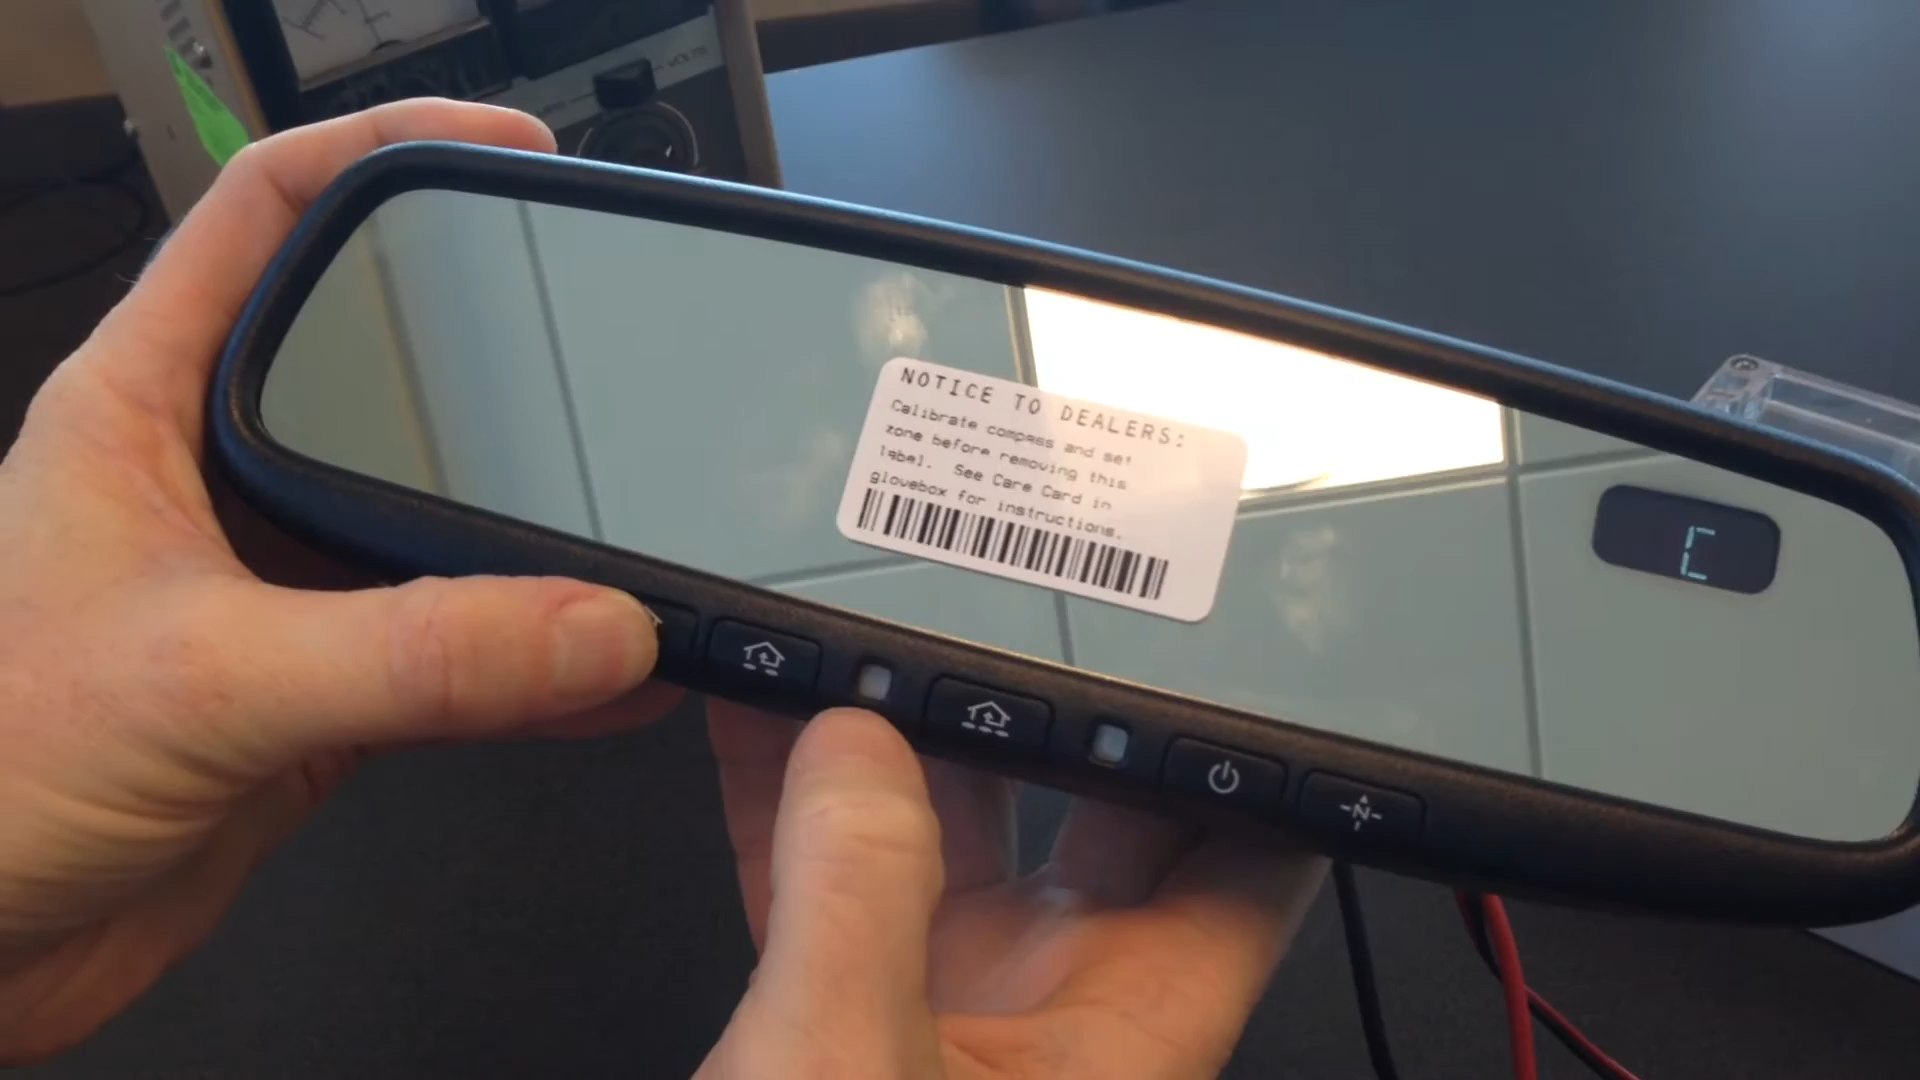 VOLTS
NOTICE TO DEALERS:
Calibrate compass and set
zone before removing this
label. See Care Card in
glovebox for instructions.
C
-N-